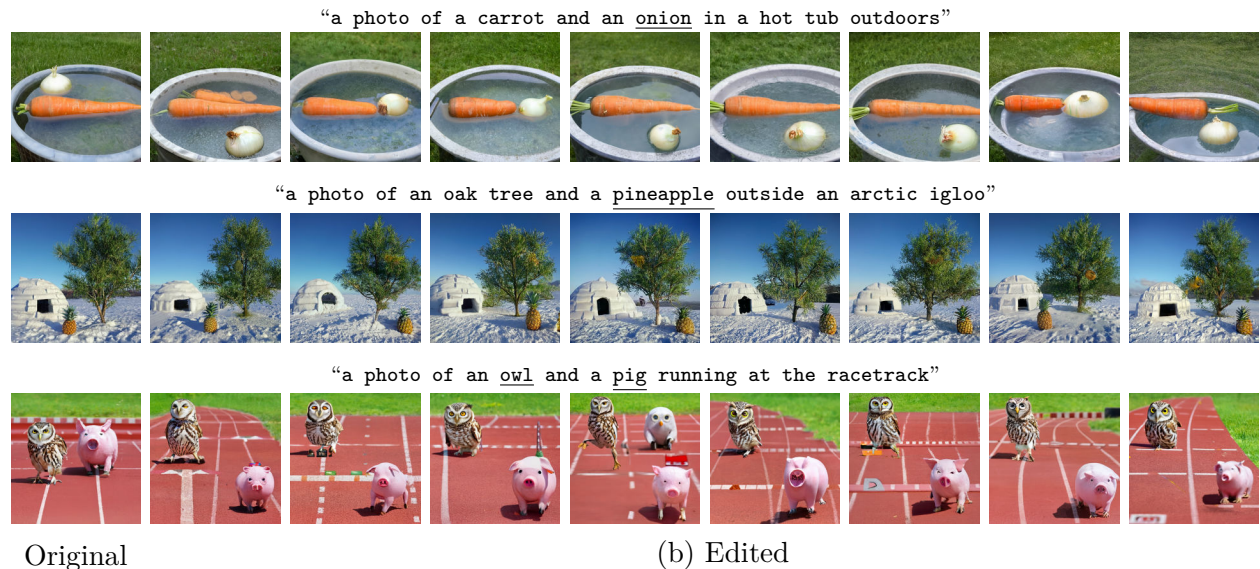 “a photo of a carrot and an onion in a hot tub outdoors”
“a photo of an oak tree and a pineapple outside an arctic igloo”
“a photo of an owl and a pig running at the racetrack”
Original
(b) Edited